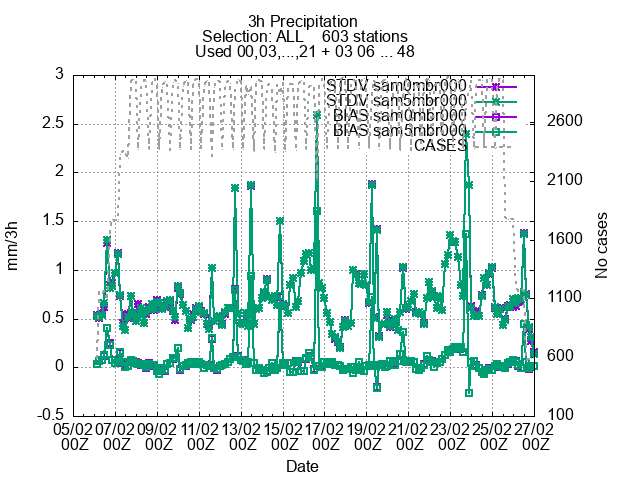 3h Precipitation
Selection: ALL    603 stations
Used 00,03,...,21 + 03 06 ... 48
STDV sam0mbr000
STDV sam5mbr000
BIAS sam0mbr000
BIAS sam5mbr000
CASES
3
2.5
2
1.5
1
0.5
0
-0.5
mm/3h
2600
2100
1600
1100
600
100
No cases
05/02 07/02 09/02 11/02 13/02 15/02 17/02 19/02 21/02 23/02 25/02 27/02
00Z 00Z 00Z 00Z 00Z 00Z 00Z 00Z 00Z 00Z 00Z 00Z
Date